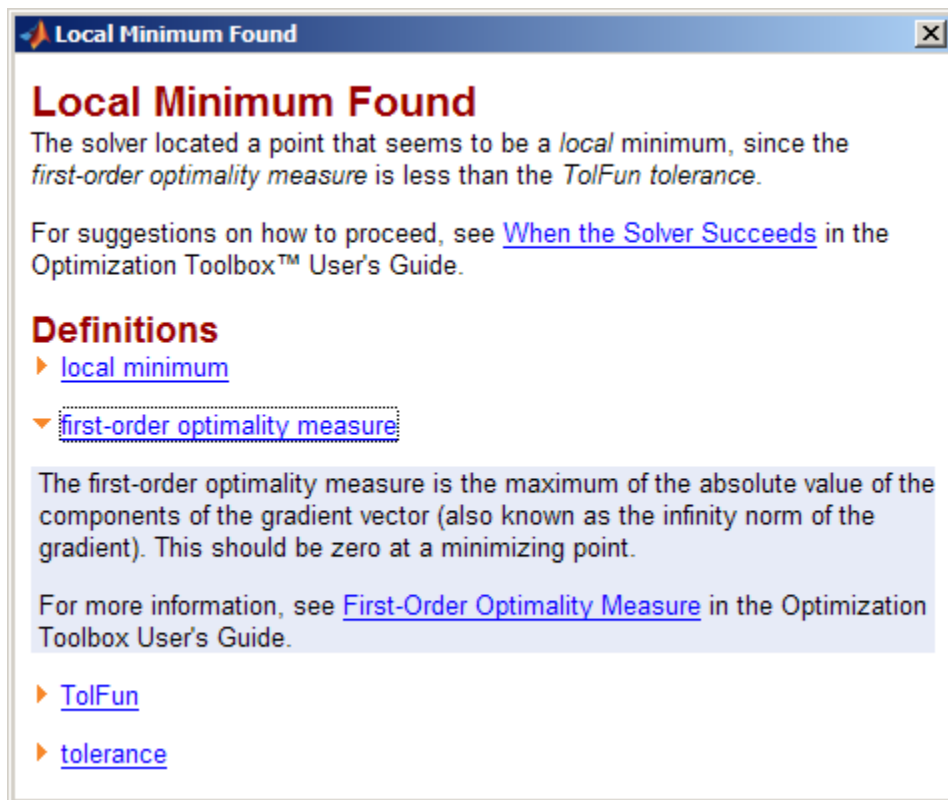 Local Minimum Found
Local Minimum Found
The solver located a point that seems to be a local minimum, since the
first-order optimality measure is less than the TolFun tolerance.
For suggestions on how to proceed, see When the Solver Succeeds in the
Optimization Toolbox™ User's Guide.
Definitions
local minimum
first-order optimality measure
The first-order optimality measure is the maximum of the absolute value of the
components of the gradient vector (also known as the infinity norm of the
gradient). This should be zero at a minimizing point.
For more information, see First-Order Optimality Measure in the Optimization
Toolbox User's Guide.
TolFun
tolerance